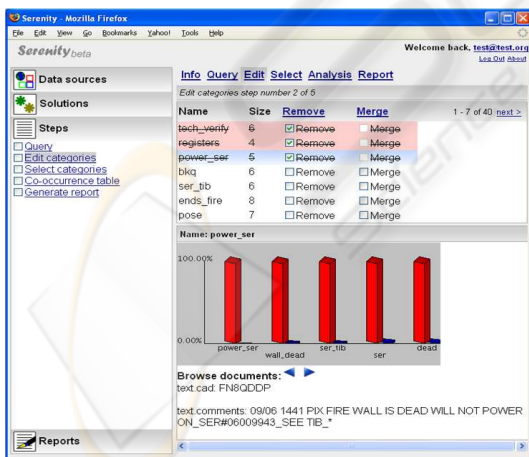 Serenity - Mozilla Firefox
File Edit View Go Bookmarks Yahoo! Tools Help
Serenity beta
Welcome back, test@test.org
Log Out About
Data sources
Solutions
Steps
Query
Edit categories
Select categories
Co-occurrence table
Generate report
Reports
Info Query Edit Select Analysis Report
Edit categories step number 2 of 5
Name Size Remove Merge 1 - 7 of 40 next >
tech_verify 6 Remove Merge
registers 4 Remove Merge
power_ser 5 Remove Merge
bkq 6 Remove Merge
ser_tib 6 Remove Merge
ends_fire 8 Remove Merge
pose 7 Remove Merge
Name: power_ser
100.00%
0.00%
power_ser
wall_dead
ser_tib
ser
dead
Browse documents:
text.cad: FN8QDDP
text.comments: 09/06 1441 PIX FIRE WALL IS DEAD WILL NOT POWER
ON_SER#06009943_SEE TIB_*